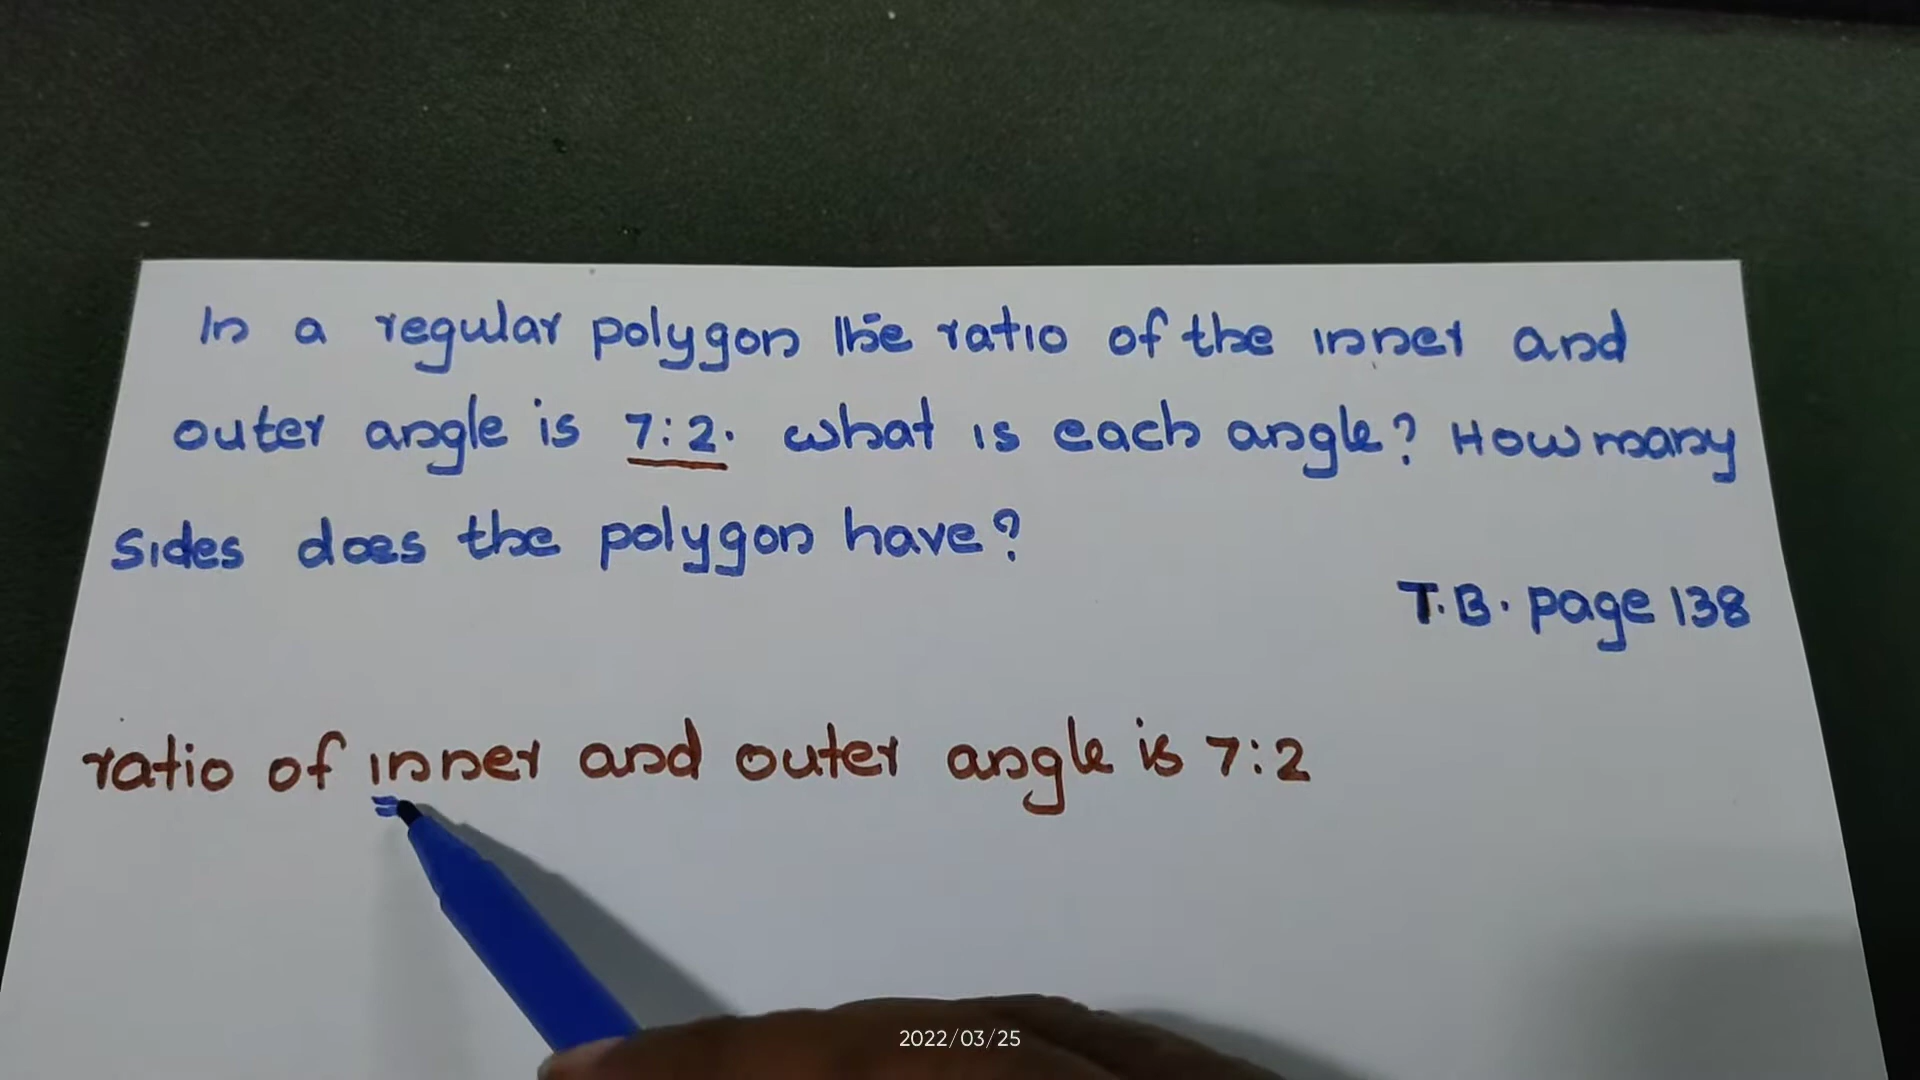 In a regular polygon the ratio of the inner and
outer angle is 7:2. what is each angle? How many
sides does the polygon have?
T.B. page 138
ratio of inner and outer angle is 7:2
2022/03/25